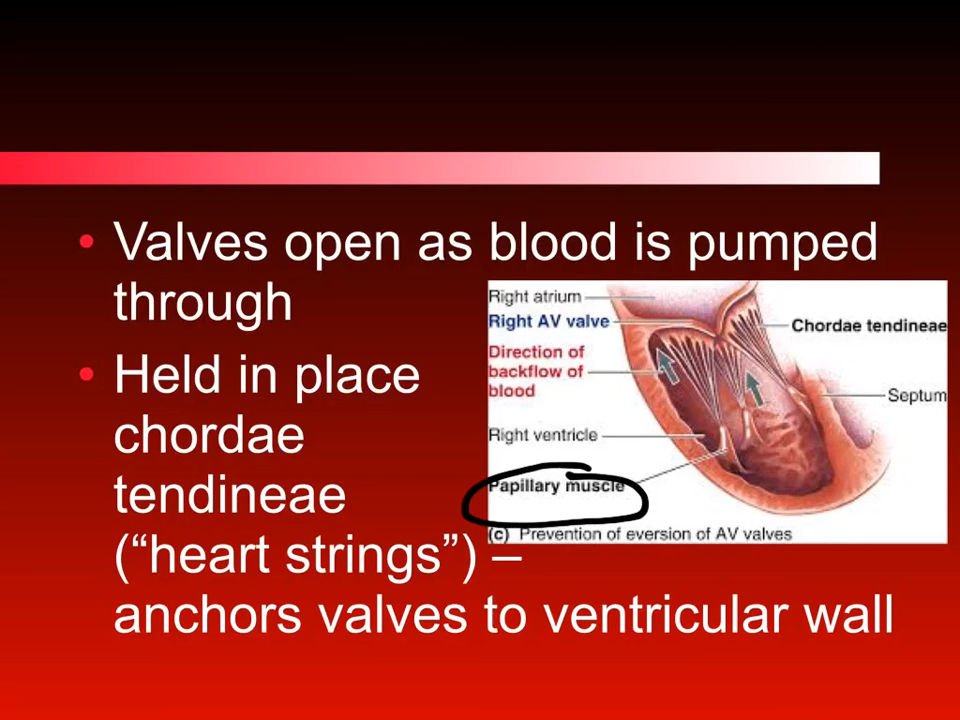 • Valves open as blood is pumped
through
• Held in place
chordae
tendineae
(“heart strings”) –
anchors valves to ventricular wall
Right atrium
Right AV valve
Direction of
backflow of
blood
Right ventricle
Papillary muscle
Chordae tendineae
Septum
(c) Prevention of eversion of AV valves